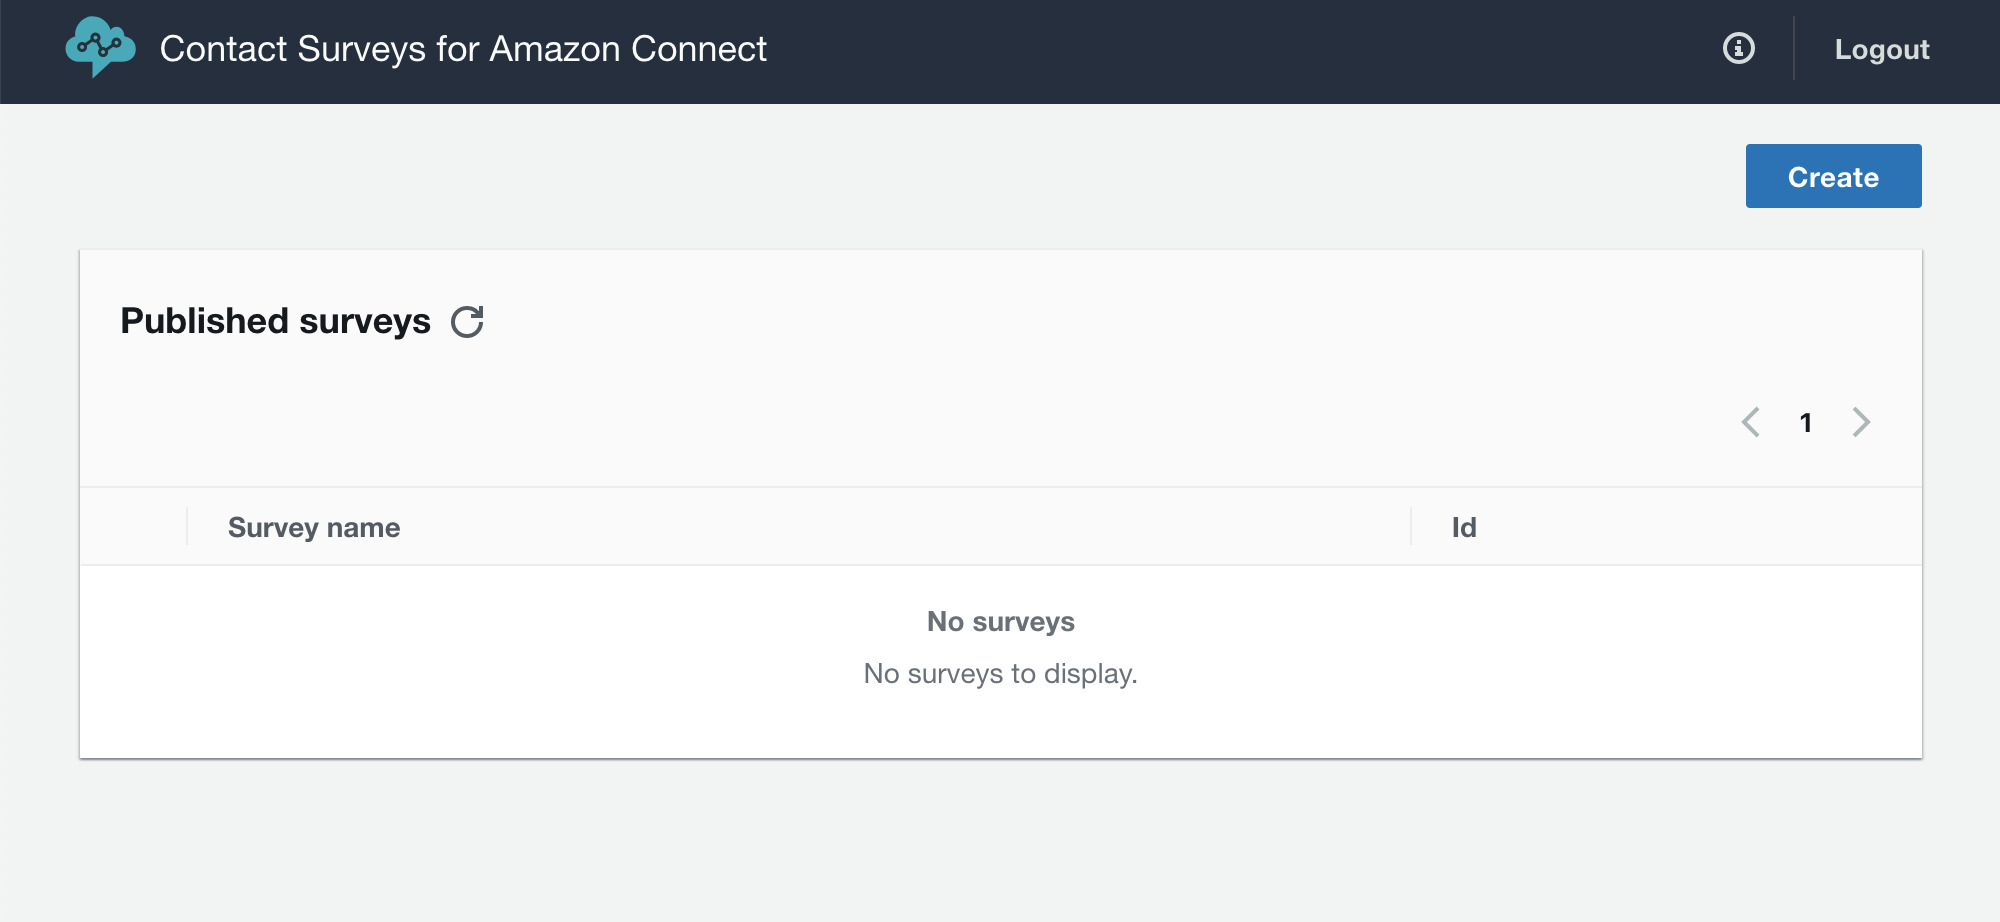 Contact Surveys for Amazon Connect
Logout
Create
Published surveys
1
Survey name
Id
No surveys
No surveys to display.